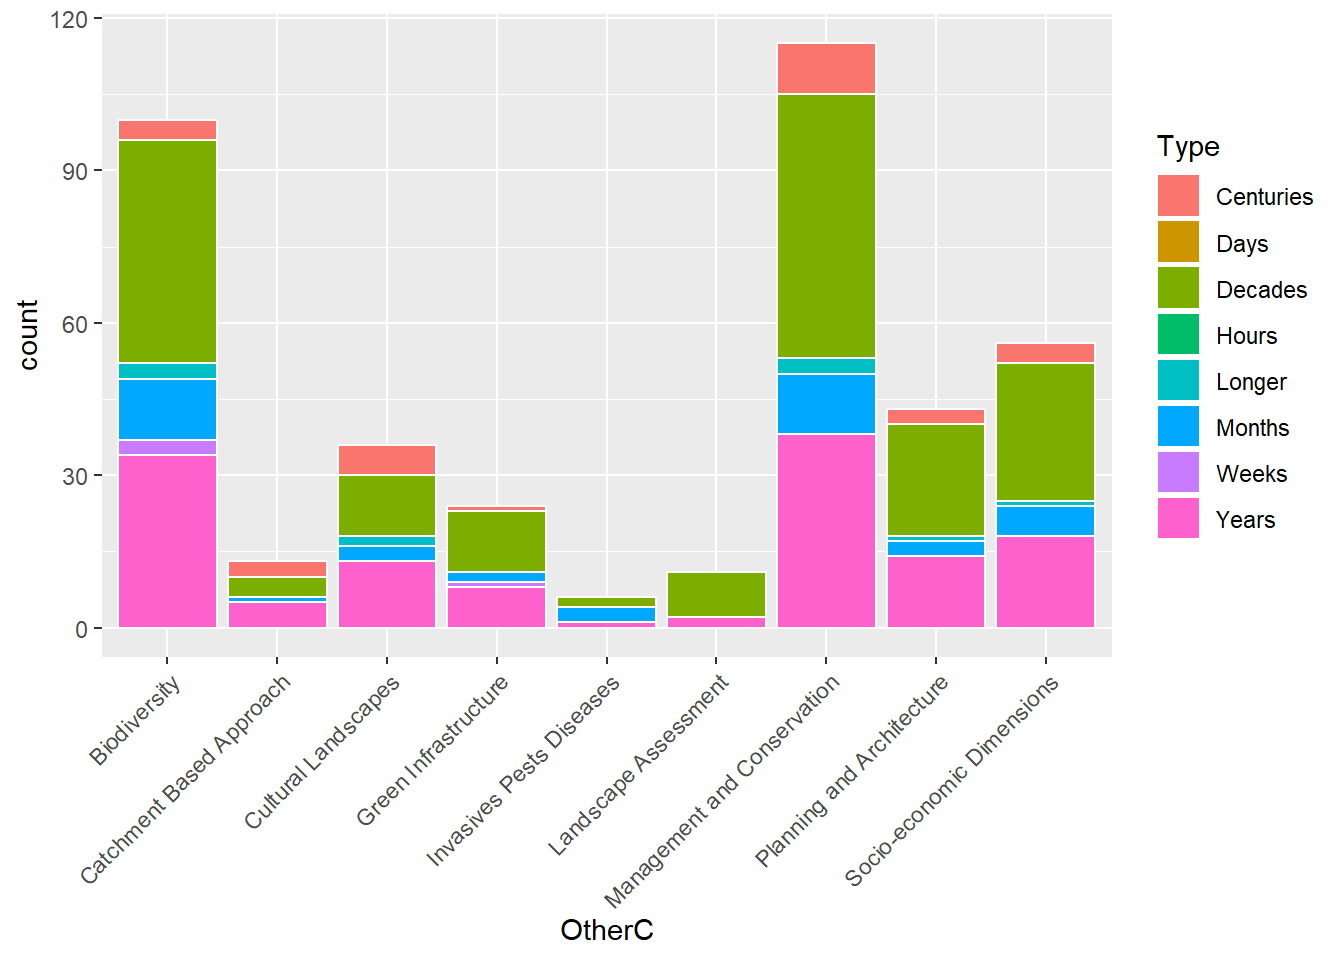 120
90
60
30
0
count
Biodiversity
Catchment Based Approach
Cultural Landscapes
Green Infrastructure
Invasives Pests Diseases
Landscape Assessment
Management and Conservation
Planning and Architecture
Socio-economic Dimensions
OtherC
Type
Centuries
Days
Decades
Hours
Longer
Months
Weeks
Years